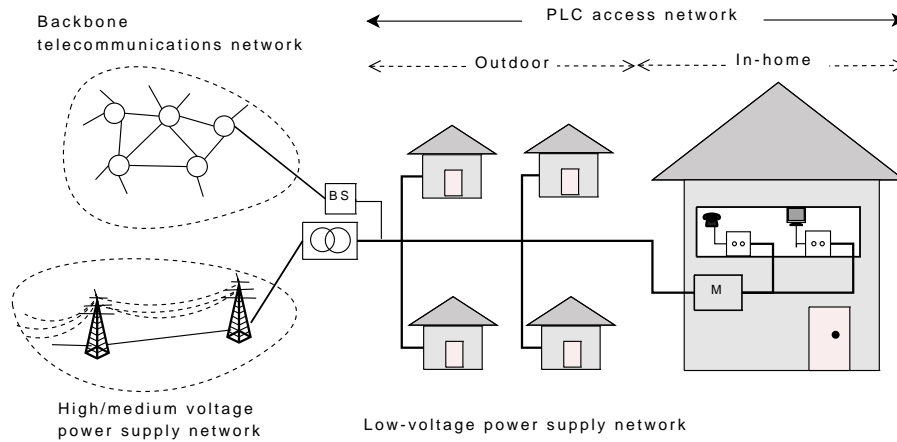 Backbone
telecommunications network
PLC access network
Outdoor
In-home
BS
M
High/medium voltage
power supply network
Low-voltage power supply network